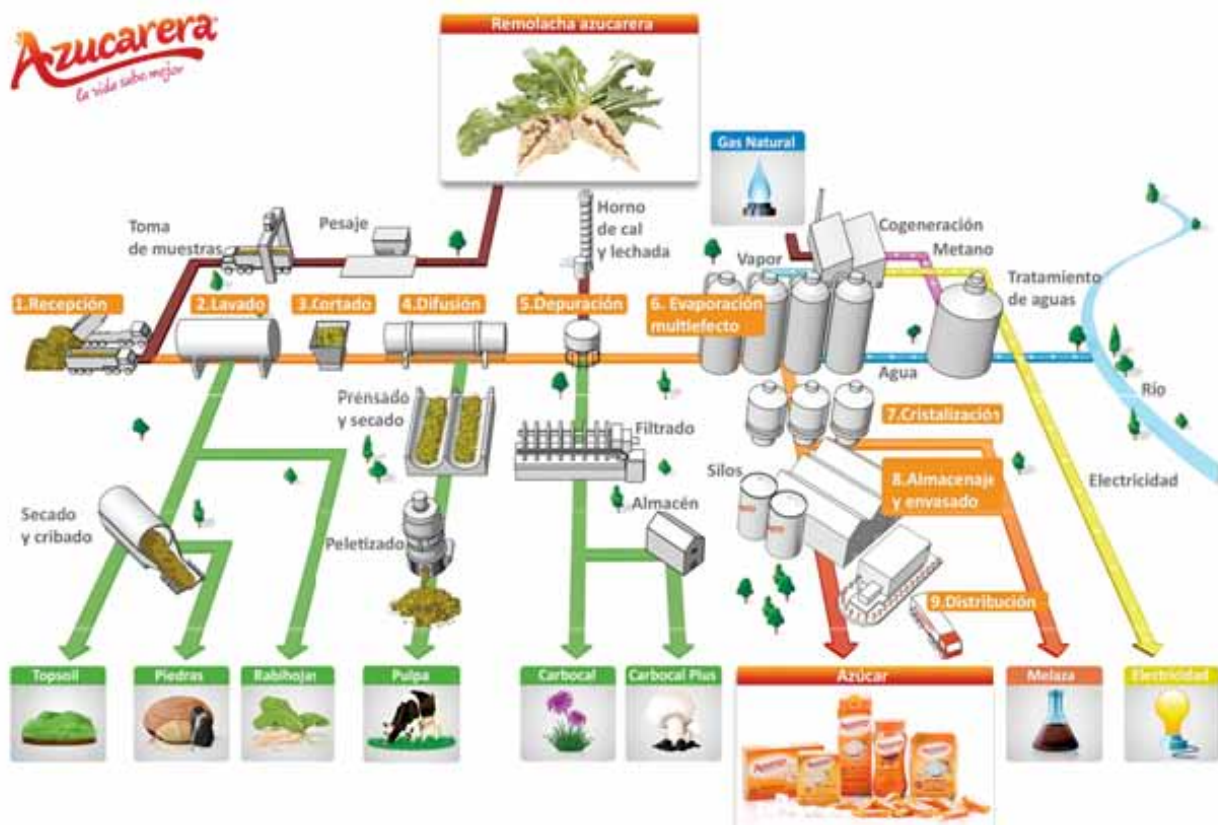 Azucarera
la vida sabe mejor
Remolacha azucarera
Gas Natural
Toma
de muestras
Pesaje
Horno
de cal
y lechada
Cogeneración
Vapor
Metano
Tratamiento
de aguas
1.Recepción
2.Lavado
3.Cortado
4.Difusión
5.Depuración
6. Evaporación
multiefecto
Agua
Río
Prensado
y secado
Filtrado
7.Cristalización
Silos
8.Almacenaje
y envasado
Electricidad
Secado
y cribado
Peletizado
Almacén
9.Distribución
Topsoil
Piedras
Rabihojas
Pulpa
Carbocal
Carbocal Plus
Azúcar
Melaza
Electricidad
Azucarera